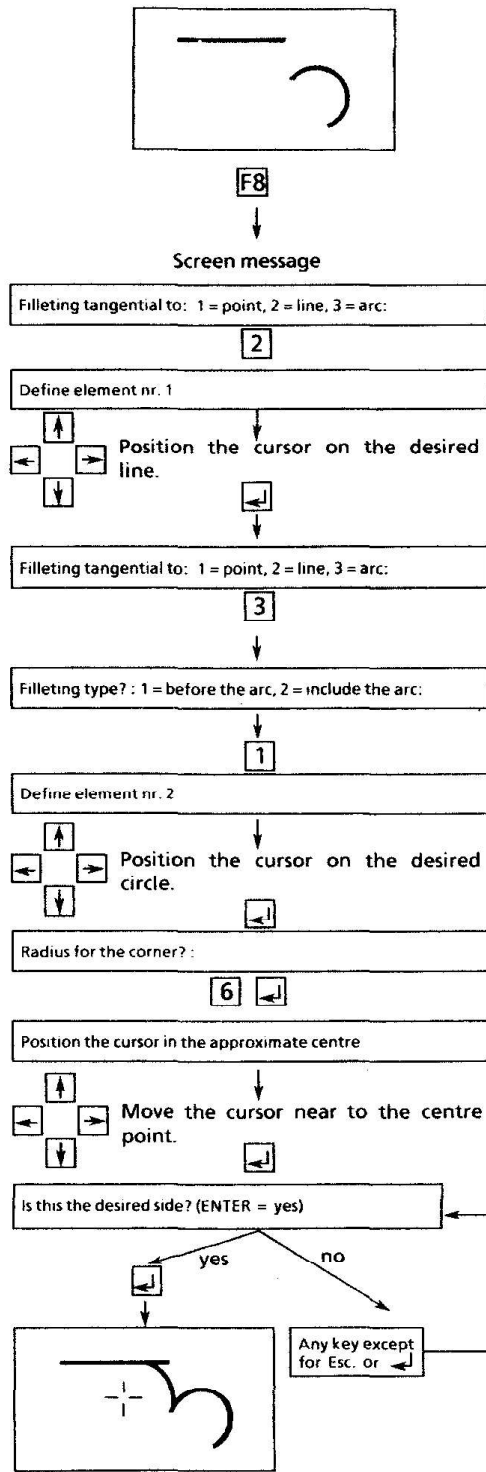 F8
Screen message
Filleting tangential to: 1 = point, 2 = line, 3 = arc:
2
Define element nr. 1
Position the cursor on the desired
line.
Filleting tangential to: 1 = point, 2 = line, 3 = arc:
3
Filleting type? : 1 = before the arc, 2 = include the arc:
1
Define element nr. 2
Position the cursor on the desired
circle.
Radius for the corner? :
6
Position the cursor in the approximate centre
Move the cursor near to the centre
point.
Is this the desired side? (ENTER = yes)
yes
no
Any key except
for Esc. or